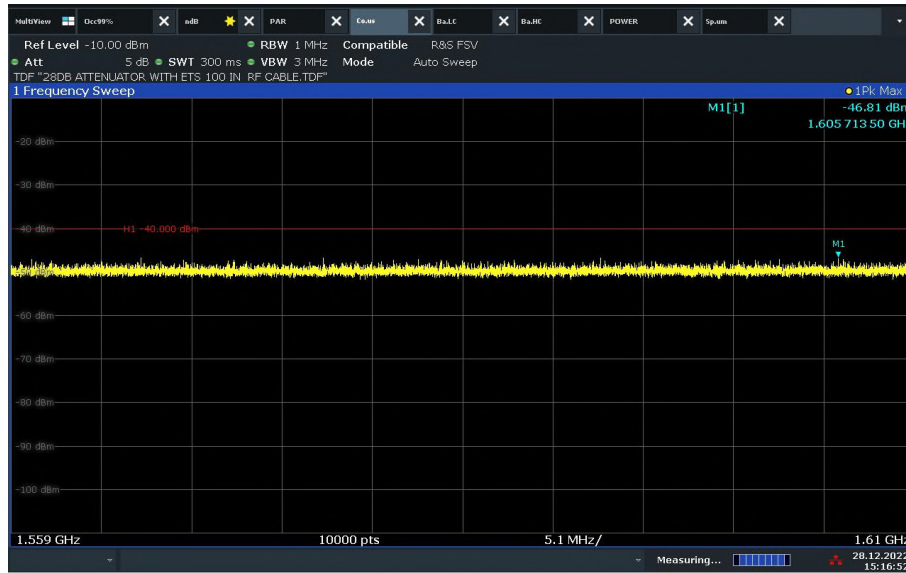 MultiView Occ99% ndB PAR Co.us Ba.LC Ba.HC POWER Sp.um
Ref Level -10.00 dBm RBW 1 MHz Compatible R&S FSV
Att 5 dB SWT 300 ms VBW 3 MHz Mode Auto Sweep
TDF "28DB ATTENUATOR WITH ETS 100 IN RF CABLE.TDF"
1 Frequency Sweep 1Pk Max
M1[1] -46.81 dBm
1.605 713 50 GH
-20 dBm
-30 dBm
-40 dBm H1 -40.000 dBm
M1
-60 dBm
-70 dBm
-80 dBm
-90 dBm
-100 dBm
1.559 GHz 10000 pts 5.1 MHz/ 1.61 GHz
Measuring... 28.12.2022
15:16:52